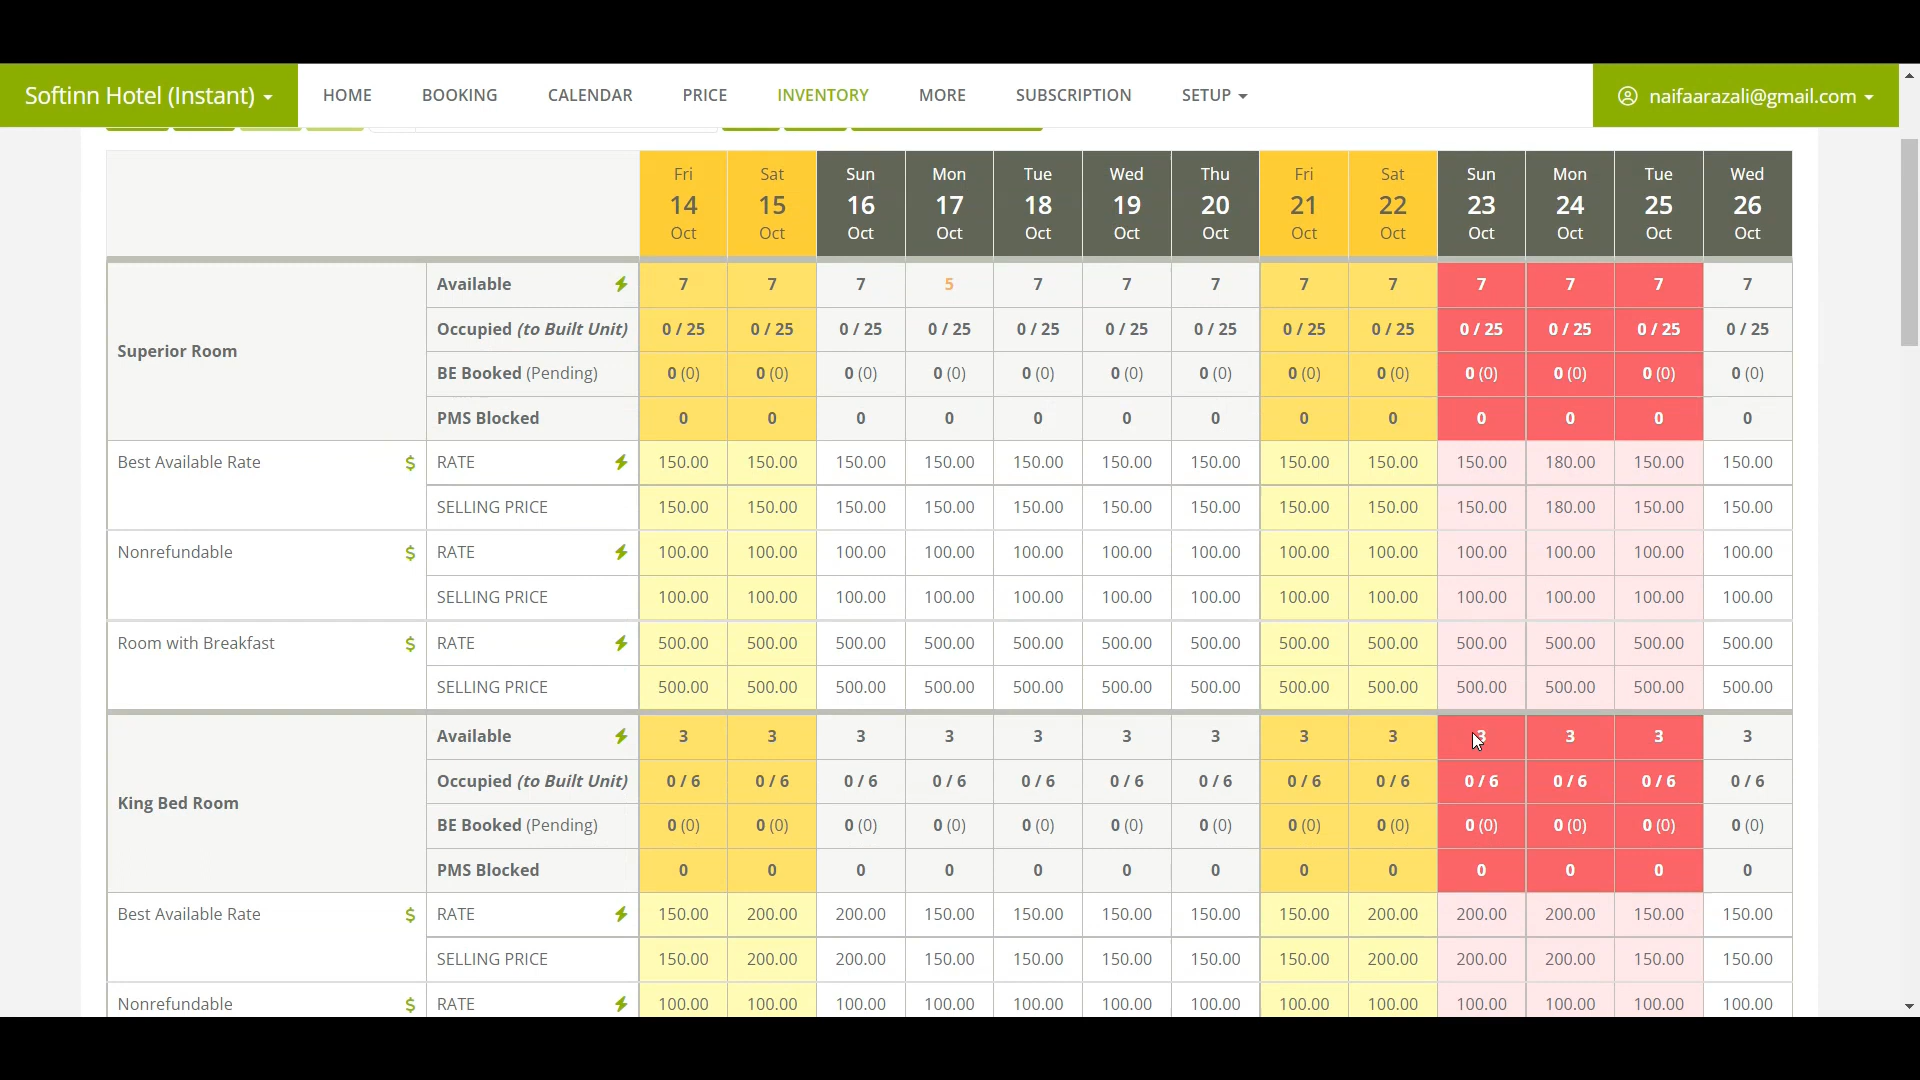 Softinn Hotel (Instant) HOME BOOKING CALENDAR PRICE INVENTORY MORE SUBSCRIPTION SETUP naifaarazali@gmail.com
Fri Sat Sun Mon Tue Wed Thu Fri Sat Sun Mon Tue Wed
14 15 16 17 18 19 20 21 22 23 24 25 26
Oct Oct Oct Oct Oct Oct Oct Oct Oct Oct Oct Oct Oct
Superior Room
Available 7 7 7 5 7 7 7 7 7 7 7 7 7
Occupied (to Built Unit) 0 / 25 0 / 25 0 / 25 0 / 25 0 / 25 0 / 25 0 / 25 0 / 25 0 / 25 0 / 25 0 / 25 0 / 25 0 / 25
BE Booked (Pending) 0 (0) 0 (0) 0 (0) 0 (0) 0 (0) 0 (0) 0 (0) 0 (0) 0 (0) 0 (0) 0 (0) 0 (0) 0 (0)
PMS Blocked 0 0 0 0 0 0 0 0 0 0 0 0 0
Best Available Rate $ RATE 150.00 150.00 150.00 150.00 150.00 150.00 150.00 150.00 150.00 150.00 180.00 150.00 150.00
SELLING PRICE 150.00 150.00 150.00 150.00 150.00 150.00 150.00 150.00 150.00 150.00 180.00 150.00 150.00
Nonrefundable $ RATE 100.00 100.00 100.00 100.00 100.00 100.00 100.00 100.00 100.00 100.00 100.00 100.00 100.00
SELLING PRICE 100.00 100.00 100.00 100.00 100.00 100.00 100.00 100.00 100.00 100.00 100.00 100.00 100.00
Room with Breakfast $ RATE 500.00 500.00 500.00 500.00 500.00 500.00 500.00 500.00 500.00 500.00 500.00 500.00 500.00
SELLING PRICE 500.00 500.00 500.00 500.00 500.00 500.00 500.00 500.00 500.00 500.00 500.00 500.00 500.00
King Bed Room
Available 3 3 3 3 3 3 3 3 3 3 3 3 3
Occupied (to Built Unit) 0 / 6 0 / 6 0 / 6 0 / 6 0 / 6 0 / 6 0 / 6 0 / 6 0 / 6 0 / 6 0 / 6 0 / 6 0 / 6
BE Booked (Pending) 0 (0) 0 (0) 0 (0) 0 (0) 0 (0) 0 (0) 0 (0) 0 (0) 0 (0) 0 (0) 0 (0) 0 (0) 0 (0)
PMS Blocked 0 0 0 0 0 0 0 0 0 0 0 0 0
Best Available Rate $ RATE 150.00 200.00 200.00 150.00 150.00 150.00 150.00 150.00 200.00 200.00 200.00 150.00 150.00
SELLING PRICE 150.00 200.00 200.00 150.00 150.00 150.00 150.00 150.00 200.00 200.00 200.00 150.00 150.00
Nonrefundable $ RATE 100.00 100.00 100.00 100.00 100.00 100.00 100.00 100.00 100.00 100.00 100.00 100.00 100.00